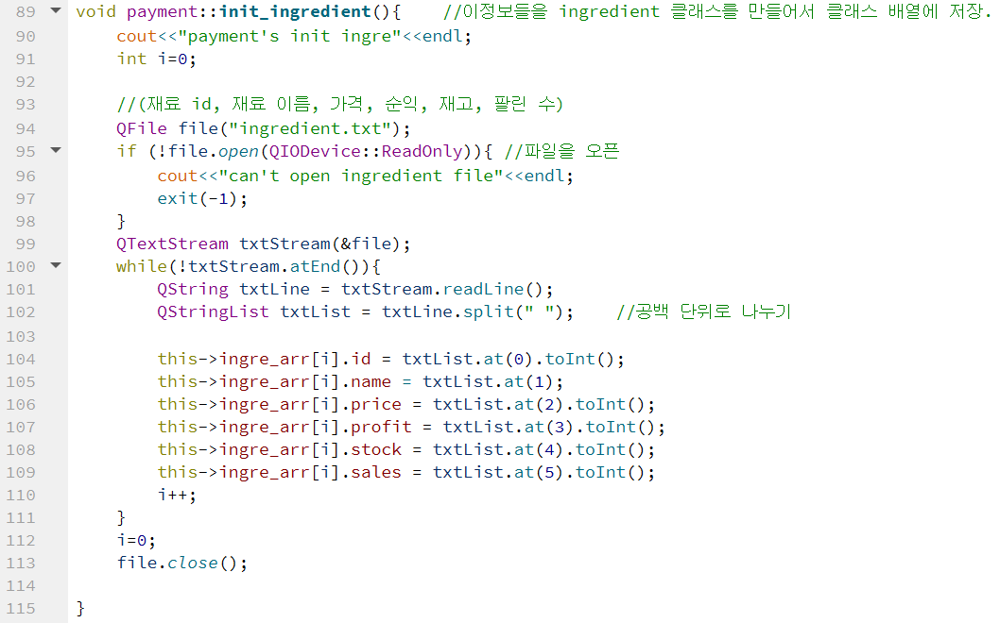 89 void payment::init_ingredient(){    //이정보들을 ingredient 클래스를 만들어서 클래스 배열에 저장.
90     cout<<"payment's init ingre"<<endl;
91     int i=0;
92
93     //(재료 id, 재료 이름, 가격, 순익, 재고, 팔린 수)
94     QFile file("ingredient.txt");
95     if (!file.open(QIODevice::ReadOnly)){ //파일을 오픈
96         cout<<"can't open ingredient file"<<endl;
97         exit(-1);
98     }
99     QTextStream txtStream(&file);
100     while(!txtStream.atEnd()){
101         QString txtLine = txtStream.readLine();
102         QStringList txtList = txtLine.split(" ");    //공백 단위로 나누기
103
104         this->ingre_arr[i].id = txtList.at(0).toInt();
105         this->ingre_arr[i].name = txtList.at(1);
106         this->ingre_arr[i].price = txtList.at(2).toInt();
107         this->ingre_arr[i].profit = txtList.at(3).toInt();
108         this->ingre_arr[i].stock = txtList.at(4).toInt();
109         this->ingre_arr[i].sales = txtList.at(5).toInt();
110         i++;
111     }
112     i=0;
113     file.close();
114
115 }